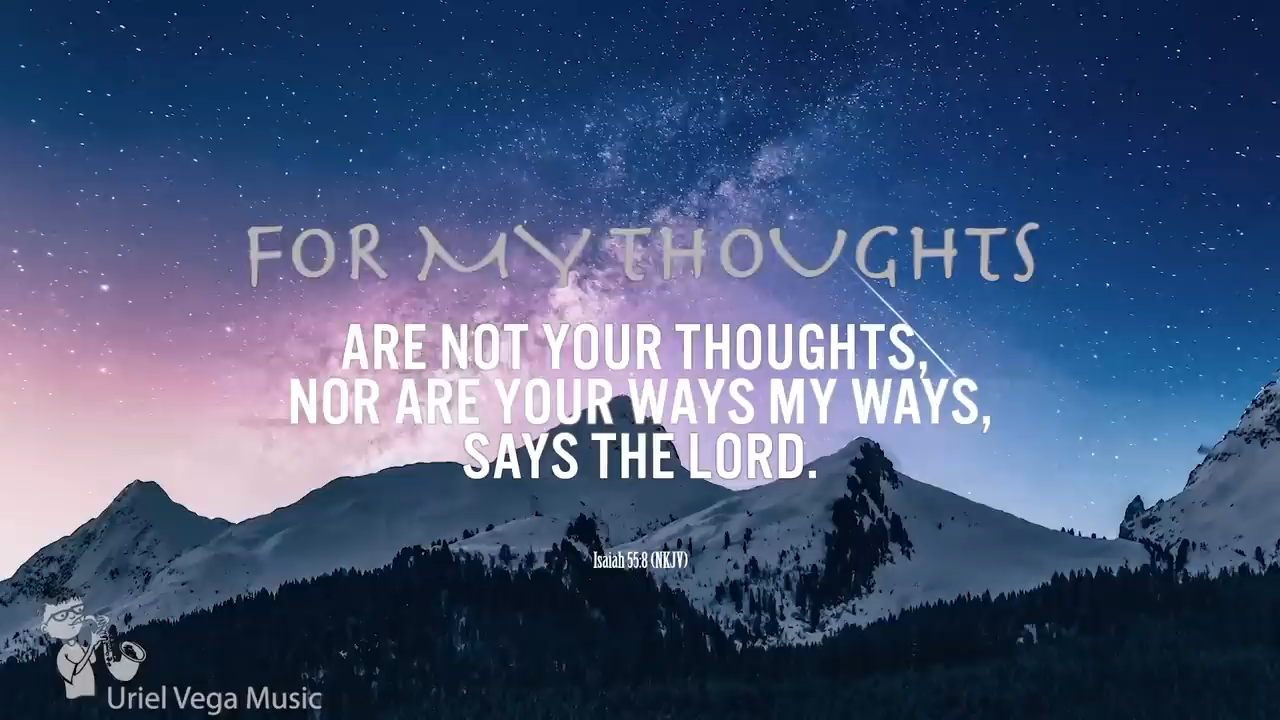 FOR MY THOUGHTS
ARE NOT YOUR THOUGHTS,
NOR ARE YOUR WAYS MY WAYS,
SAYS THE LORD.
Isaiah 55:8 (NKJV)
Uriel Vega Music